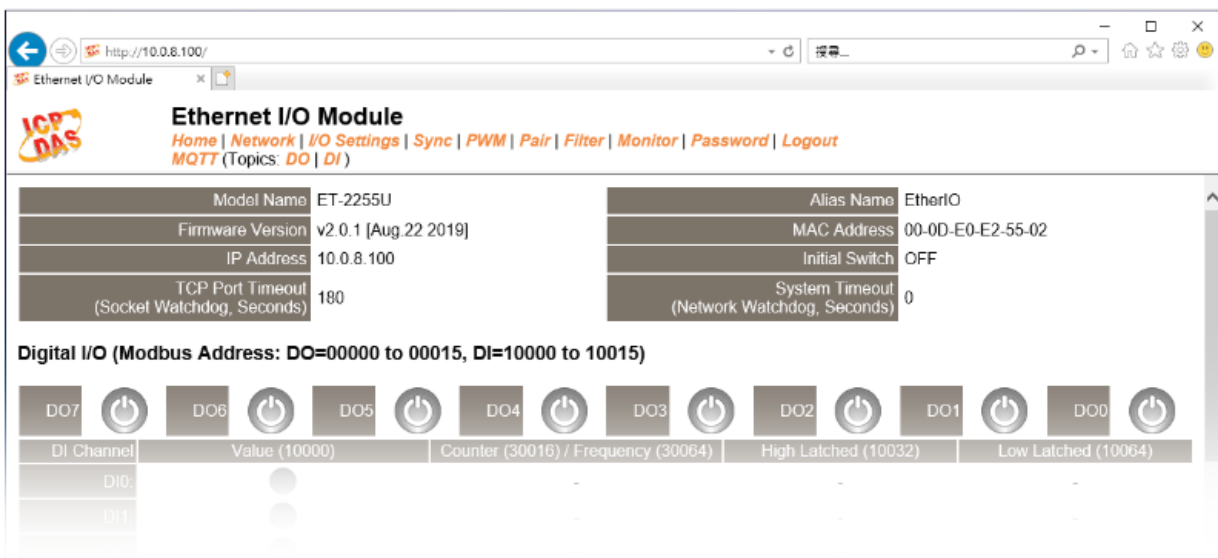 http://10.0.8.100/
搜尋...
Ethernet I/O Module
ICP DAS
Ethernet I/O Module
Home | Network | I/O Settings | Sync | PWM | Pair | Filter | Monitor | Password | Logout
MQTT (Topics: DO | DI )
Model Name ET-2255U Alias Name EtherIO
Firmware Version v2.0.1 [Aug.22 2019] MAC Address 00-0D-E0-E2-55-02
IP Address 10.0.8.100 Initial Switch OFF
TCP Port Timeout
(Socket Watchdog, Seconds) 180
System Timeout
(Network Watchdog, Seconds) 0
Digital I/O (Modbus Address: DO=00000 to 00015, DI=10000 to 10015)
DO7 DO6 DO5 DO4 DO3 DO2 DO1 DO0
DI Channel Value (10000) Counter (30016) / Frequency (30064) High Latched (10032) Low Latched (10064)
DI0: - - -
DI1 - - -